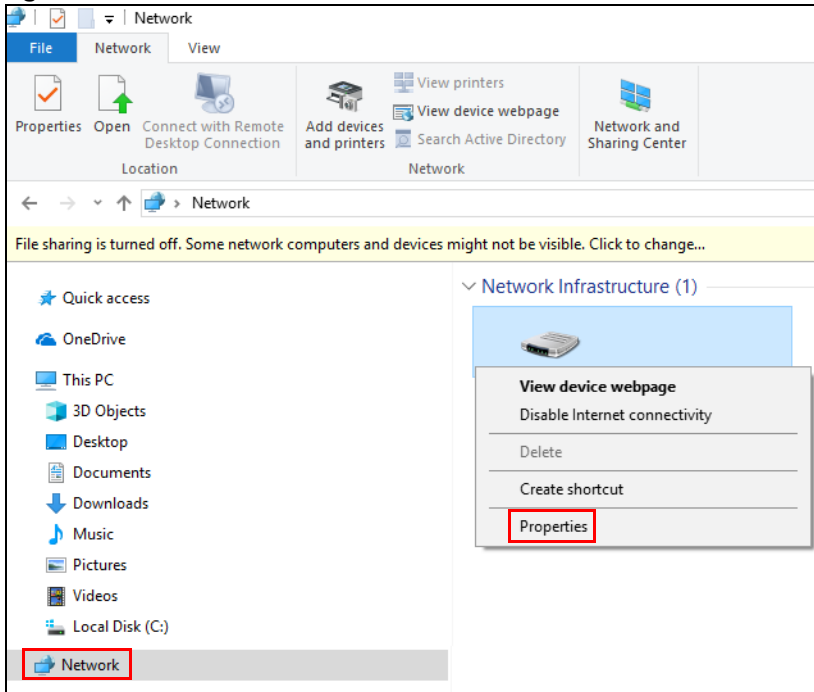 Network
File Network View
Properties Open Connect with Remote Desktop Connection
Add devices and printers
View printers
View device webpage
Search Active Directory
Network and Sharing Center
Location Network
Network
File sharing is turned off. Some network computers and devices might not be visible. Click to change...
Quick access
OneDrive
This PC
3D Objects
Desktop
Documents
Downloads
Music
Pictures
Videos
Local Disk (C:)
Network
Network Infrastructure (1)
View device webpage
Disable Internet connectivity
Delete
Create shortcut
Properties